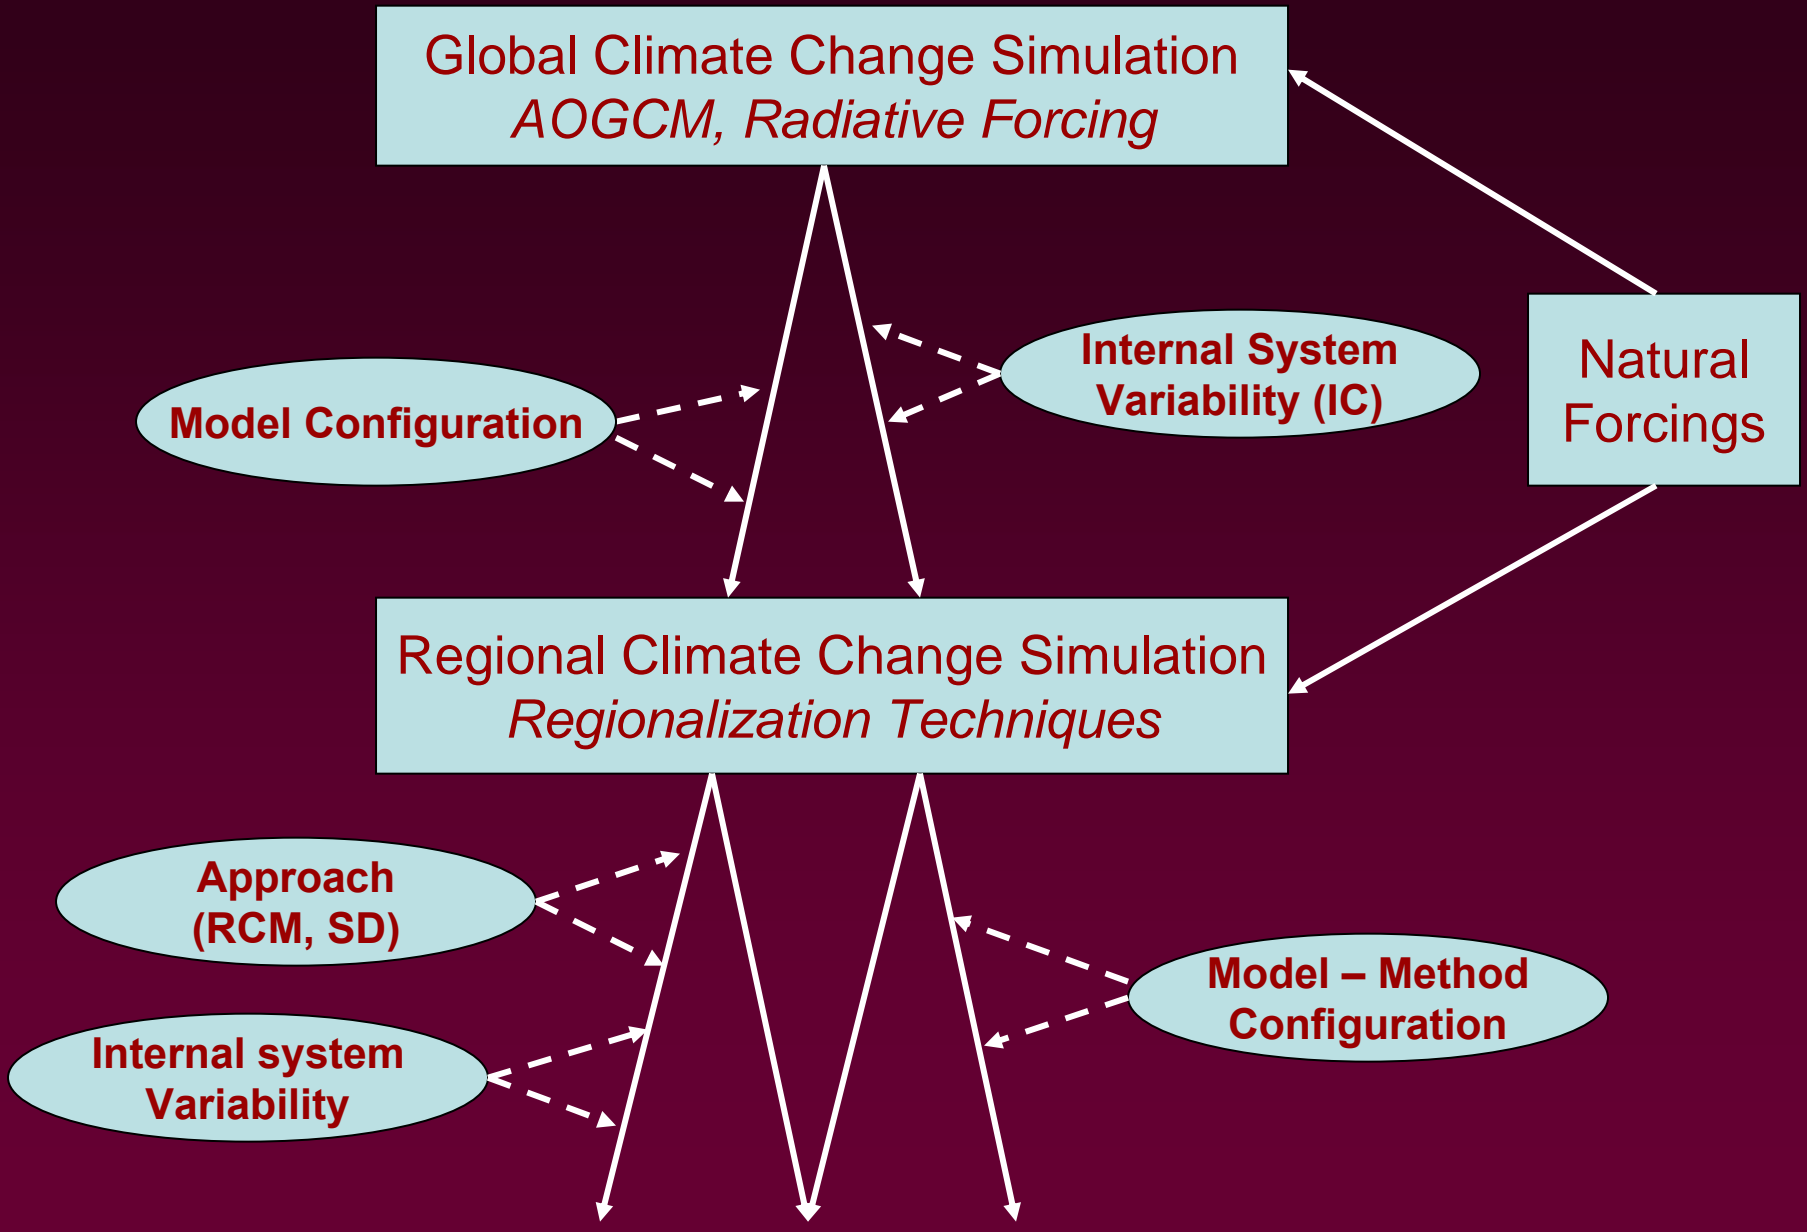 Global Climate Change Simulation
AOGCM, Radiative Forcing
Internal System
Variability (IC)
Natural
Forcings
Model Configuration
Regional Climate Change Simulation
Regionalization Techniques
Approach
(RCM, SD)
Model – Method
Configuration
Internal system
Variability